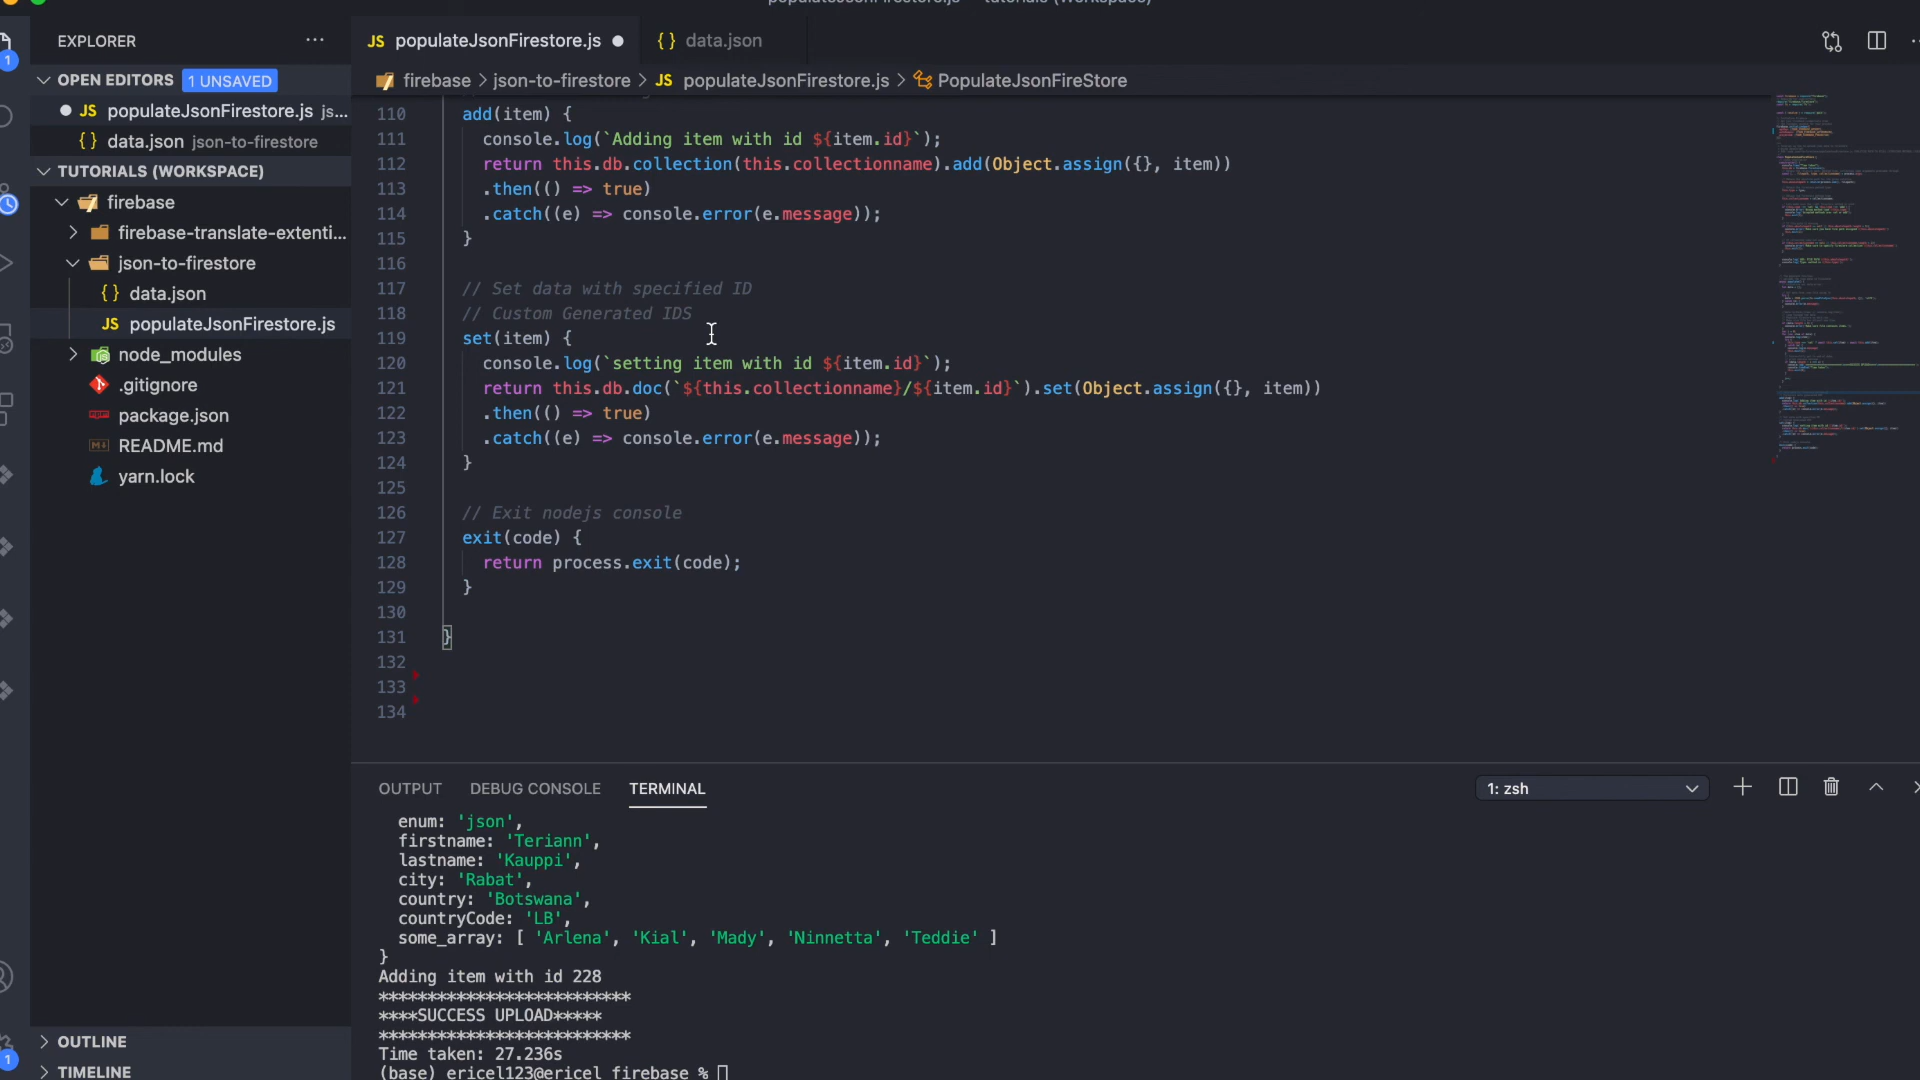 EXPLORER
OPEN EDITORS 1 UNSAVED
populateJsonFirestore.js js...
data.json json-to-firestore
TUTORIALS (WORKSPACE)
firebase
firebase-translate-extenti...
json-to-firestore
data.json
JS populateJsonFirestore.js
node_modules
.gitignore
package.json
README.md
yarn.lock
OUTLINE
TIMELINE
JS populateJsonFirestore.js ● {} data.json
firebase > json-to-firestore > JS populateJsonFirestore.js > PopulateJsonFireStore
110 add(item) {
111 console.log(`Adding item with id ${item.id}`);
112 return this.db.collection(this.collectionname).add(Object.assign({}, item))
113 .then(() => true)
114 .catch((e) => console.error(e.message));
115 }
116
117 // Set data with specified ID
118 // Custom Generated IDS
119 set(item) {
120 console.log(`setting item with id ${item.id}`);
121 return this.db.doc(`${this.collectionname}/${item.id}`).set(Object.assign({}, item))
122 .then(() => true)
123 .catch((e) => console.error(e.message));
124 }
125
126 // Exit nodejs console
127 exit(code) {
128 return process.exit(code);
129 }
130
131 }
132
133
134
OUTPUT DEBUG CONSOLE TERMINAL 1: zsh
enum: 'json',
firstname: 'Teriann',
lastname: 'Kauppi',
city: 'Rabat',
country: 'Botswana',
countryCode: 'LB',
some_array: [ 'Arlena', 'Kial', 'Mady', 'Ninnetta', 'Teddie' ]
}
Adding item with id 228
**************************
****SUCCESS UPLOAD*****
**************************
Time taken: 27.236s
(base) ericel123@ericel firebase %